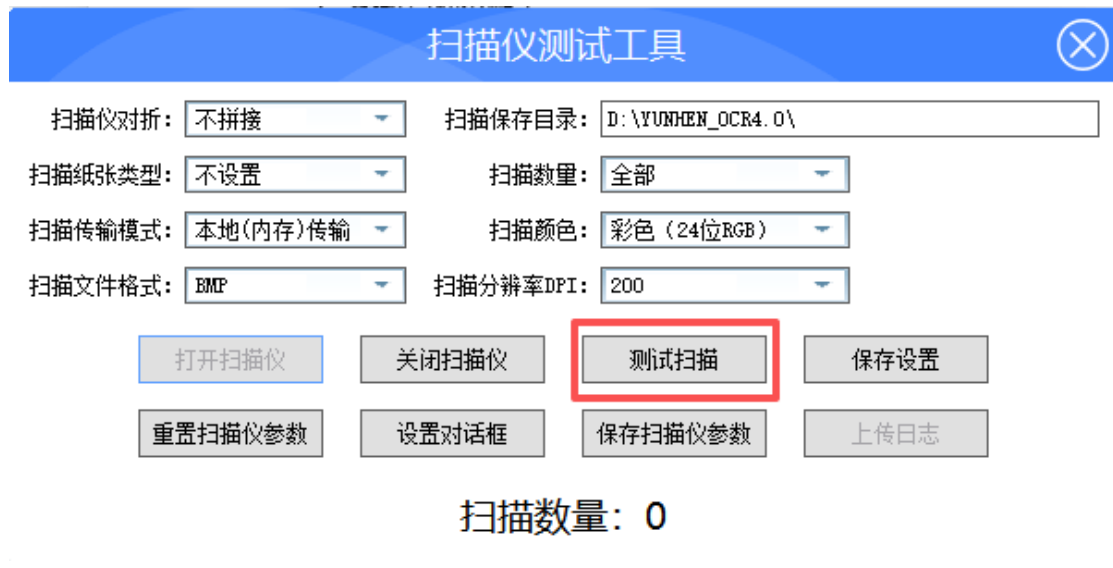 扫描仪测试工具
扫描仪对折： 不拼接 扫描保存目录： D:\YUNHEN_OCR4.0\
扫描纸张类型： 不设置 扫描数量： 全部
扫描传输模式： 本地(内存)传输 扫描颜色： 彩色（24位RGB）
扫描文件格式： BMP 扫描分辨率DPI： 200
打开扫描仪 关闭扫描仪 测试扫描 保存设置
重置扫描仪参数 设置对话框 保存扫描仪参数 上传日志
扫描数量：0